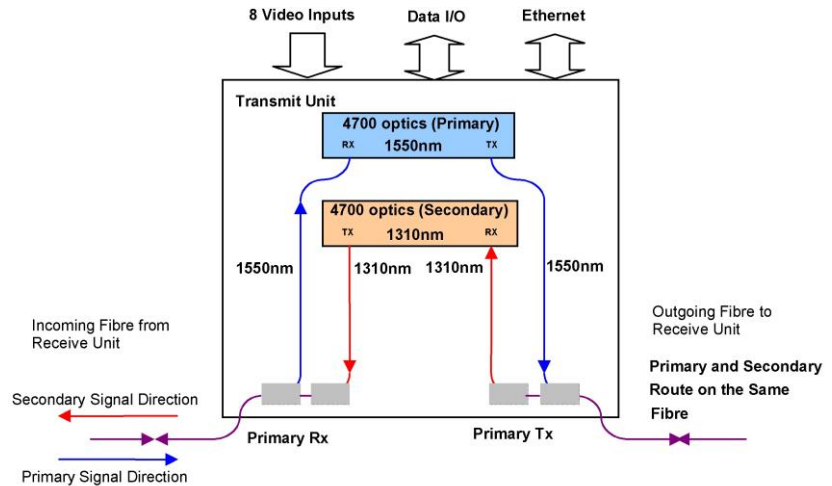 8 Video Inputs
Data I/O
Ethernet
Transmit Unit
4700 optics (Primary)
RX
1550nm
TX
4700 optics (Secondary)
TX
1310nm
RX
1550nm
1310nm
1310nm
1550nm
Incoming Fibre from
Receive Unit
Outgoing Fibre to
Receive Unit
Primary and Secondary
Route on the Same
Fibre
Secondary Signal Direction
Primary Rx
Primary Tx
Primary Signal Direction